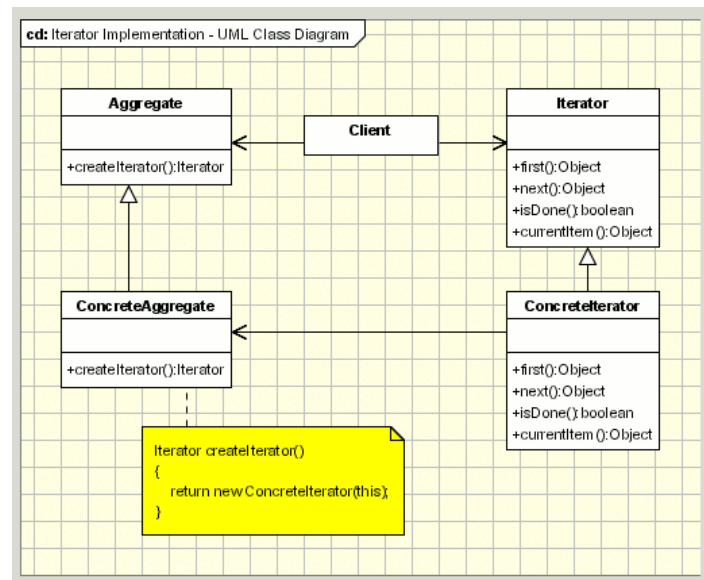 cd: Iterator Implementation - UML Class Diagram
Aggregate
+createIterator():Iterator
Client
Iterator
+first():Object
+next():Object
+isDone():boolean
+currentItem():Object
ConcreteAggregate
+createIterator():Iterator
ConcreteIterator
+first():Object
+next():Object
+isDone():boolean
+currentItem():Object
Iterator createIterator()
{
return new ConcreteIterator(this);
}